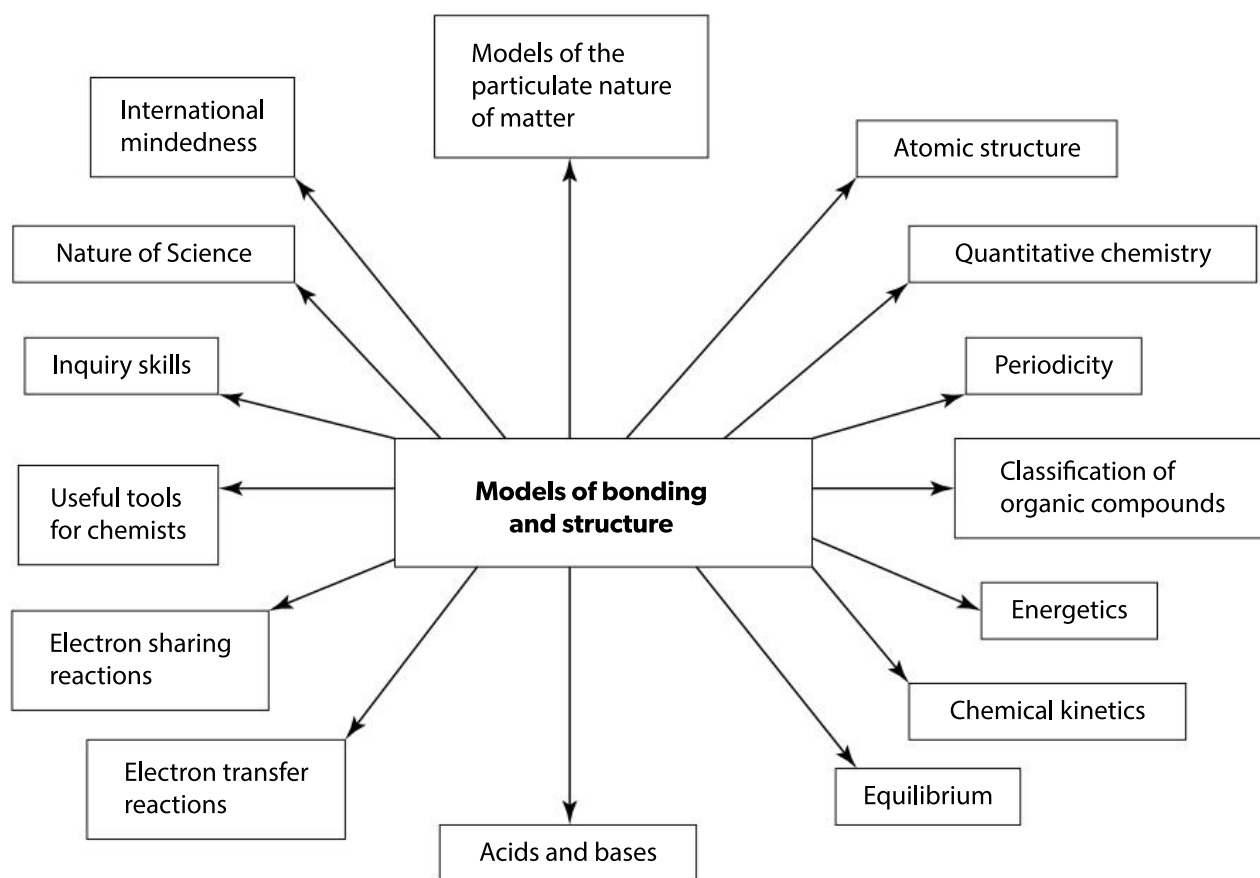 Models of the
particulate nature
of matter
International
mindedness
Atomic structure
Nature of Science
Quantitative chemistry
Inquiry skills
Periodicity
Models of bonding
and structure
Useful tools
for chemists
Classification of
organic compounds
Energetics
Electron sharing
reactions
Chemical kinetics
Electron transfer
reactions
Equilibrium
Acids and bases